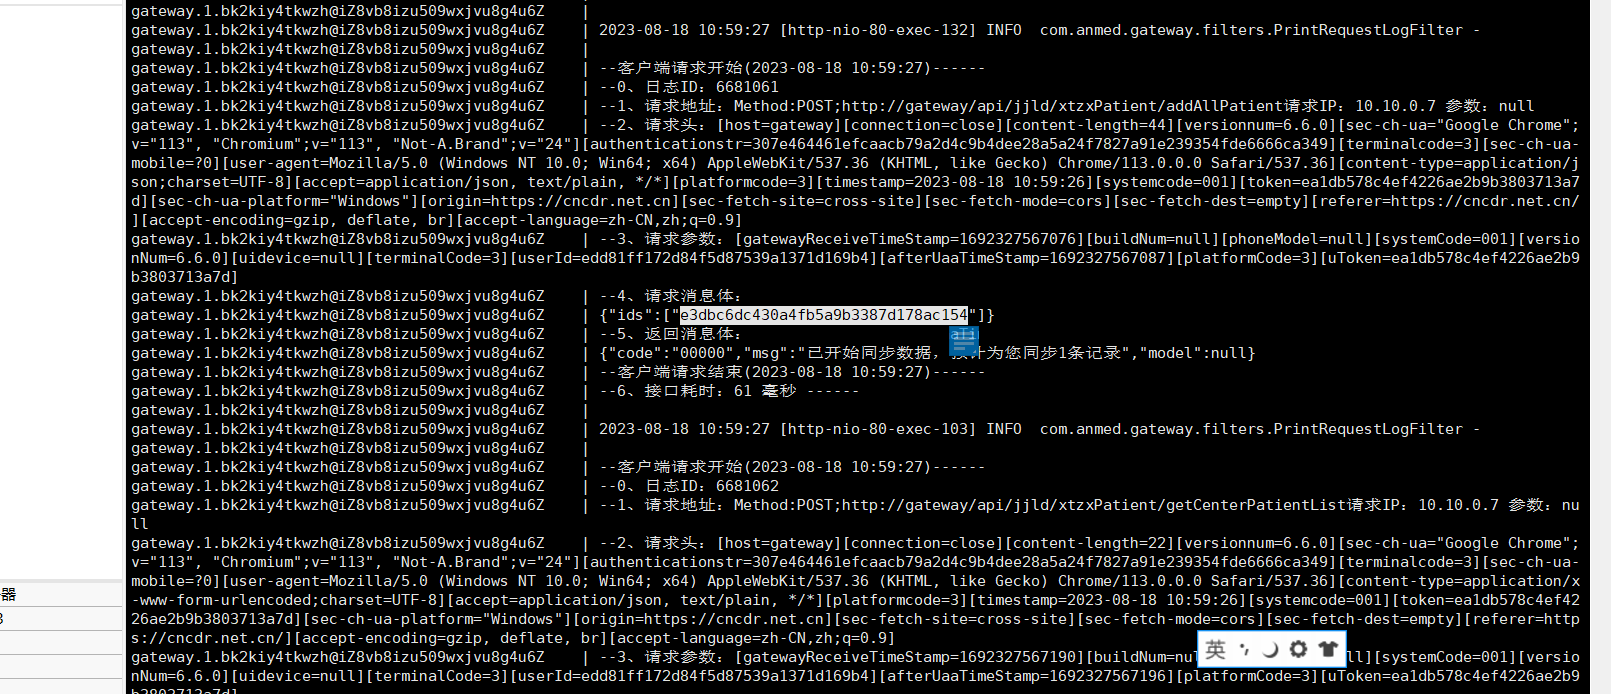 gateway.1.bk2kiy4tkwzh@iZ8vb8izu509wxjvu8g4u6Z    |
gateway.1.bk2kiy4tkwzh@iZ8vb8izu509wxjvu8g4u6Z    | 2023-08-18 10:59:27 [http-nio-80-exec-132] INFO  com.anmed.gateway.filters.PrintRequestLogFilter -
gateway.1.bk2kiy4tkwzh@iZ8vb8izu509wxjvu8g4u6Z    |
gateway.1.bk2kiy4tkwzh@iZ8vb8izu509wxjvu8g4u6Z    | --客户端请求开始(2023-08-18 10:59:27)------
gateway.1.bk2kiy4tkwzh@iZ8vb8izu509wxjvu8g4u6Z    | --0、日志ID：6681061
gateway.1.bk2kiy4tkwzh@iZ8vb8izu509wxjvu8g4u6Z    | --1、请求地址：Method:POST;http://gateway/api/jjld/xtzxPatient/addAllPatient请求IP：10.10.0.7 参数：null
gateway.1.bk2kiy4tkwzh@iZ8vb8izu509wxjvu8g4u6Z    | --2、请求头：[host=gateway][connection=close][content-length=44][versionnum=6.6.0][sec-ch-ua="Google Chrome";
v="113", "Chromium";v="113", "Not-A.Brand";v="24"][authenticationstr=307e464461efcaacb79a2d4c9b4dee28a5a24f7827a91e239354fde6666ca349][terminalcode=3][sec-ch-ua-
mobile=?0][user-agent=Mozilla/5.0 (Windows NT 10.0; Win64; x64) AppleWebKit/537.36 (KHTML, like Gecko) Chrome/113.0.0.0 Safari/537.36][content-type=application/j
son;charset=UTF-8][accept=application/json, text/plain, */*][platformcode=3][timestamp=2023-08-18 10:59:26][systemcode=001][token=ea1db578c4ef4226ae2b9b3803713a7
d][sec-ch-ua-platform="Windows"][origin=https://cncdr.net.cn][sec-fetch-site=cross-site][sec-fetch-mode=cors][sec-fetch-dest=empty][referer=https://cncdr.net.cn/
][accept-encoding=gzip, deflate, br][accept-language=zh-CN,zh;q=0.9]
gateway.1.bk2kiy4tkwzh@iZ8vb8izu509wxjvu8g4u6Z    | --3、请求参数：[gatewayReceiveTimeStamp=1692327567076][buildNum=null][phoneModel=null][systemCode=001][versio
nNum=6.6.0][uidevice=null][terminalCode=3][userId=edd81ff172d84f5d87539a1371d169b4][afterUaaTimeStamp=1692327567087][platformCode=3][uToken=ea1db578c4ef4226ae2b9
b3803713a7d]
gateway.1.bk2kiy4tkwzh@iZ8vb8izu509wxjvu8g4u6Z    | --4、请求消息体：
gateway.1.bk2kiy4tkwzh@iZ8vb8izu509wxjvu8g4u6Z    | {"ids":["e3dbc6dc430a4fb5a9b3387d178ac154"]}
gateway.1.bk2kiy4tkwzh@iZ8vb8izu509wxjvu8g4u6Z    | --5、返回消息体：
gateway.1.bk2kiy4tkwzh@iZ8vb8izu509wxjvu8g4u6Z    | {"code":"00000","msg":"已开始同步数据，预计为您同步1条记录","model":null}
gateway.1.bk2kiy4tkwzh@iZ8vb8izu509wxjvu8g4u6Z    | --客户端请求结束(2023-08-18 10:59:27)------
gateway.1.bk2kiy4tkwzh@iZ8vb8izu509wxjvu8g4u6Z    | --6、接口耗时：61 毫秒 ------
gateway.1.bk2kiy4tkwzh@iZ8vb8izu509wxjvu8g4u6Z    |
gateway.1.bk2kiy4tkwzh@iZ8vb8izu509wxjvu8g4u6Z    | 2023-08-18 10:59:27 [http-nio-80-exec-103] INFO  com.anmed.gateway.filters.PrintRequestLogFilter -
gateway.1.bk2kiy4tkwzh@iZ8vb8izu509wxjvu8g4u6Z    |
gateway.1.bk2kiy4tkwzh@iZ8vb8izu509wxjvu8g4u6Z    | --客户端请求开始(2023-08-18 10:59:27)------
gateway.1.bk2kiy4tkwzh@iZ8vb8izu509wxjvu8g4u6Z    | --0、日志ID：6681062
gateway.1.bk2kiy4tkwzh@iZ8vb8izu509wxjvu8g4u6Z    | --1、请求地址：Method:POST;http://gateway/api/jjld/xtzxPatient/getCenterPatientList请求IP：10.10.0.7 参数：nu
ll
gateway.1.bk2kiy4tkwzh@iZ8vb8izu509wxjvu8g4u6Z    | --2、请求头：[host=gateway][connection=close][content-length=22][versionnum=6.6.0][sec-ch-ua="Google Chrome";
v="113", "Chromium";v="113", "Not-A.Brand";v="24"][authenticationstr=307e464461efcaacb79a2d4c9b4dee28a5a24f7827a91e239354fde6666ca349][terminalcode=3][sec-ch-ua-
mobile=?0][user-agent=Mozilla/5.0 (Windows NT 10.0; Win64; x64) AppleWebKit/537.36 (KHTML, like Gecko) Chrome/113.0.0.0 Safari/537.36][content-type=application/x
-www-form-urlencoded;charset=UTF-8][accept=application/json, text/plain, */*][platformcode=3][timestamp=2023-08-18 10:59:26][systemcode=001][token=ea1db578c4ef42
26ae2b9b3803713a7d][sec-ch-ua-platform="Windows"][origin=https://cncdr.net.cn][sec-fetch-site=cross-site][sec-fetch-mode=cors][sec-fetch-dest=empty][referer=http
s://cncdr.net.cn/][accept-encoding=gzip, deflate, br][accept-language=zh-CN,zh;q=0.9]
gateway.1.bk2kiy4tkwzh@iZ8vb8izu509wxjvu8g4u6Z    | --3、请求参数：[gatewayReceiveTimeStamp=1692327567190][buildNum=nu ll][systemCode=001][versio
nNum=6.6.0][uidevice=null][terminalCode=3][userId=edd81ff172d84f5d87539a1371d169b4][afterUaaTimeStamp=1692327567196][platformCode=3][uToken=ea1db578c4ef4226ae2b9
b3803713a7d]
器
英